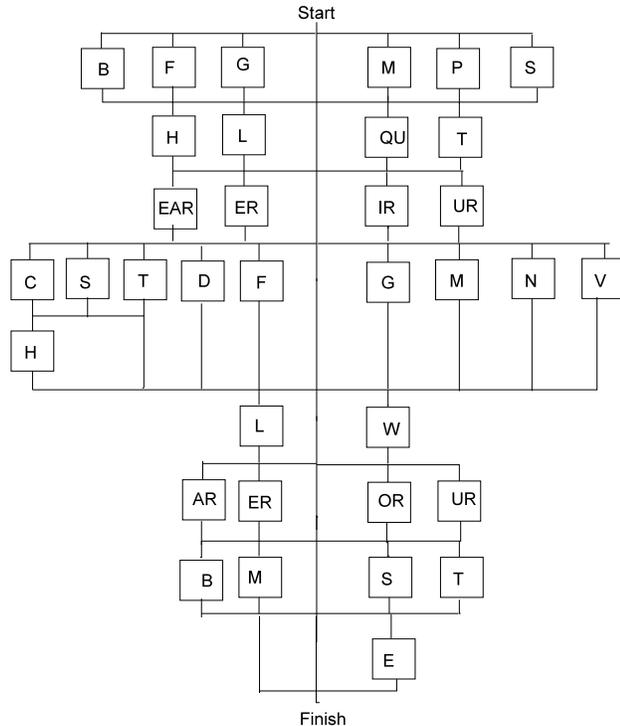 Start
B F G M P S
H L QU T
EAR ER IR UR
C S T D F G M N V
H
L W
AR ER OR UR
B M S T
E
Finish